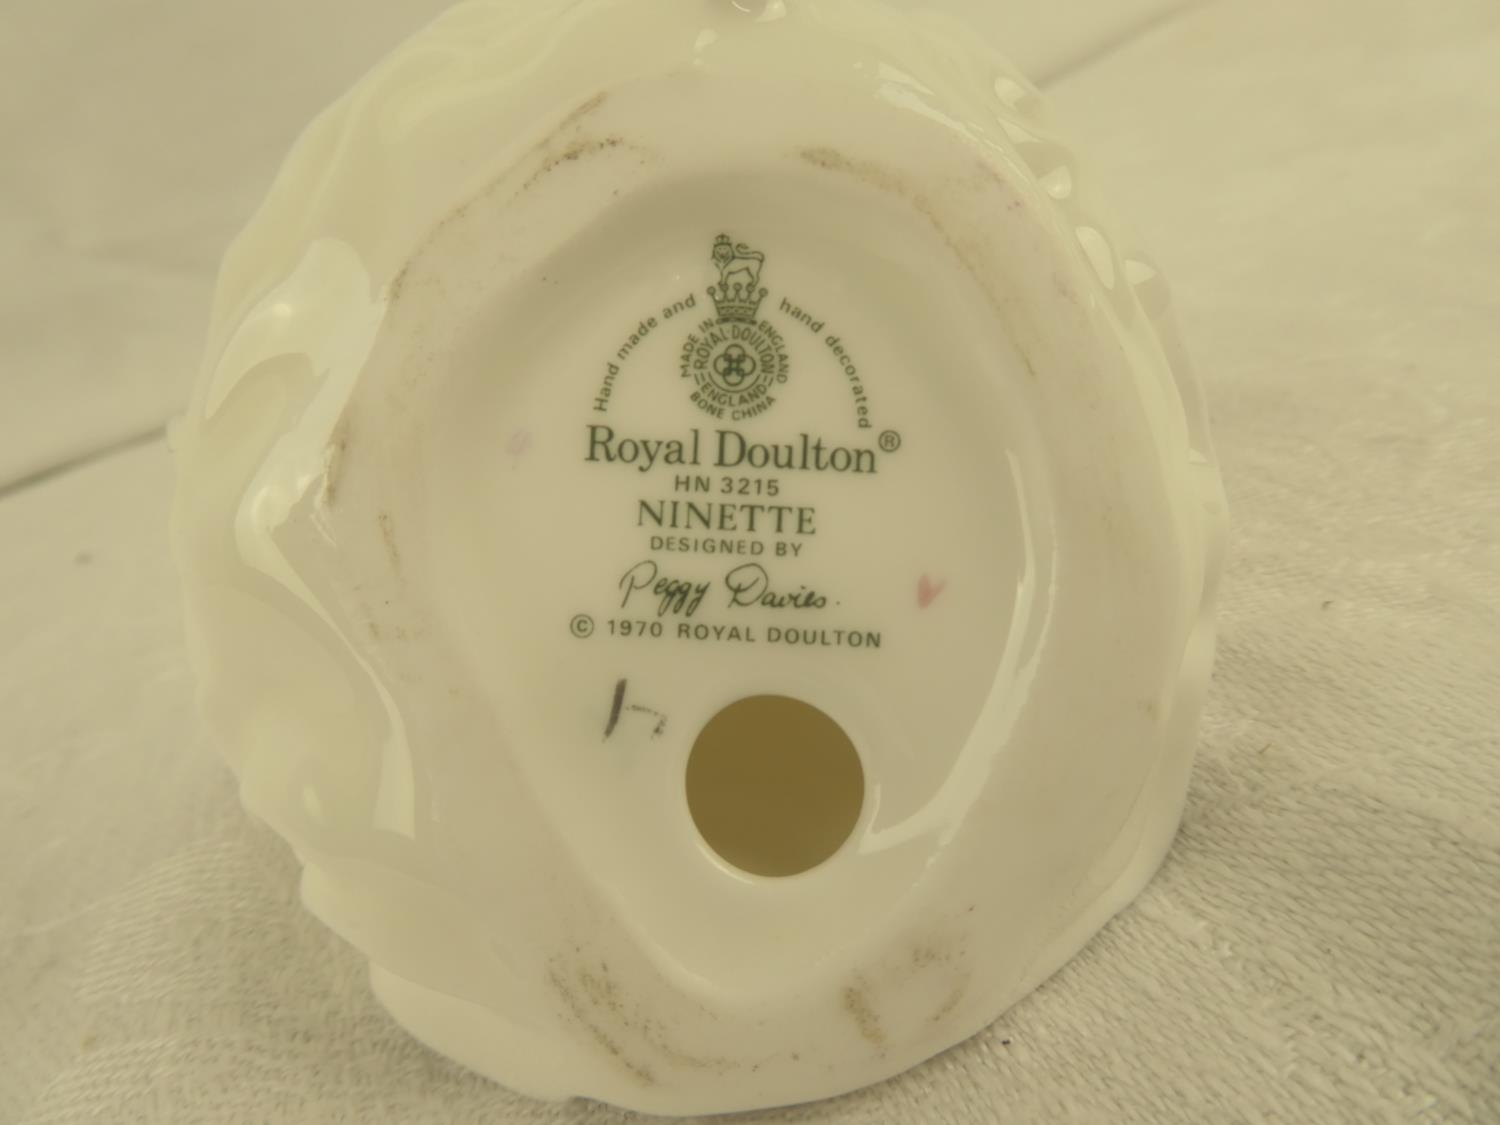 Hand made and hand decorated
MADE IN ENGLAND
ROYAL·DOULTON
ENGLAND
BONE CHINA
Royal Doulton®
HN 3215
NINETTE
DESIGNED BY
Peggy Davies.
© 1970 ROYAL DOULTON